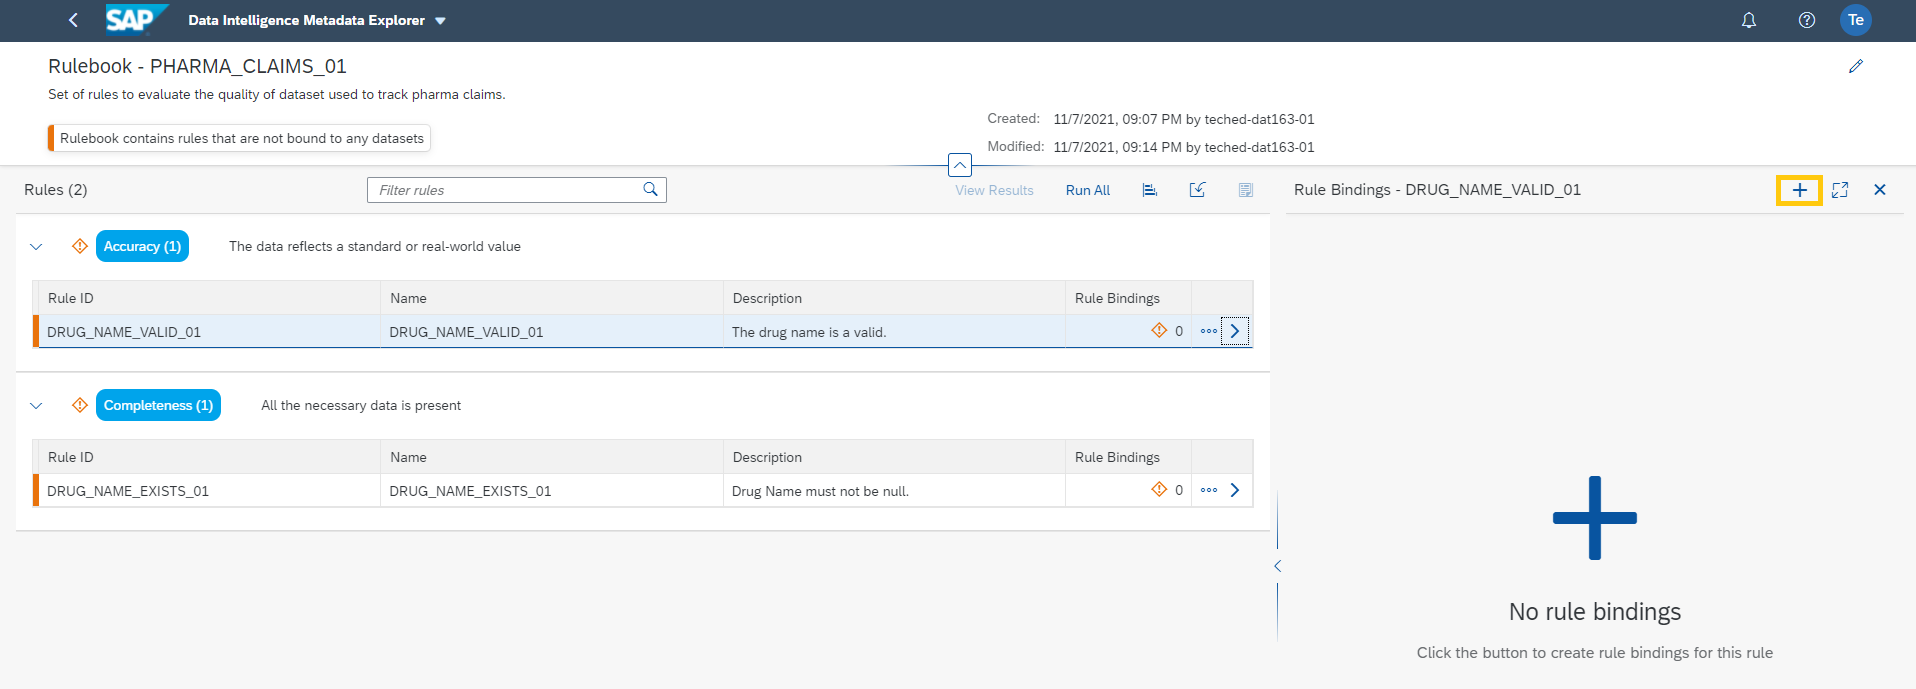 SAP Data Intelligence Metadata Explorer Te
Rulebook - PHARMA_CLAIMS_01
Set of rules to evaluate the quality of dataset used to track pharma claims.
Rulebook contains rules that are not bound to any datasets
Created: 11/7/2021, 09:07 PM by teched-dat163-01
Modified: 11/7/2021, 09:14 PM by teched-dat163-01
Rules (2) Filter rules View Results Run All
Accuracy (1) The data reflects a standard or real-world value
Rule ID Name Description Rule Bindings
DRUG_NAME_VALID_01 DRUG_NAME_VALID_01 The drug name is a valid. 0
Completeness (1) All the necessary data is present
Rule ID Name Description Rule Bindings
DRUG_NAME_EXISTS_01 DRUG_NAME_EXISTS_01 Drug Name must not be null. 0
Rule Bindings - DRUG_NAME_VALID_01
No rule bindings
Click the button to create rule bindings for this rule